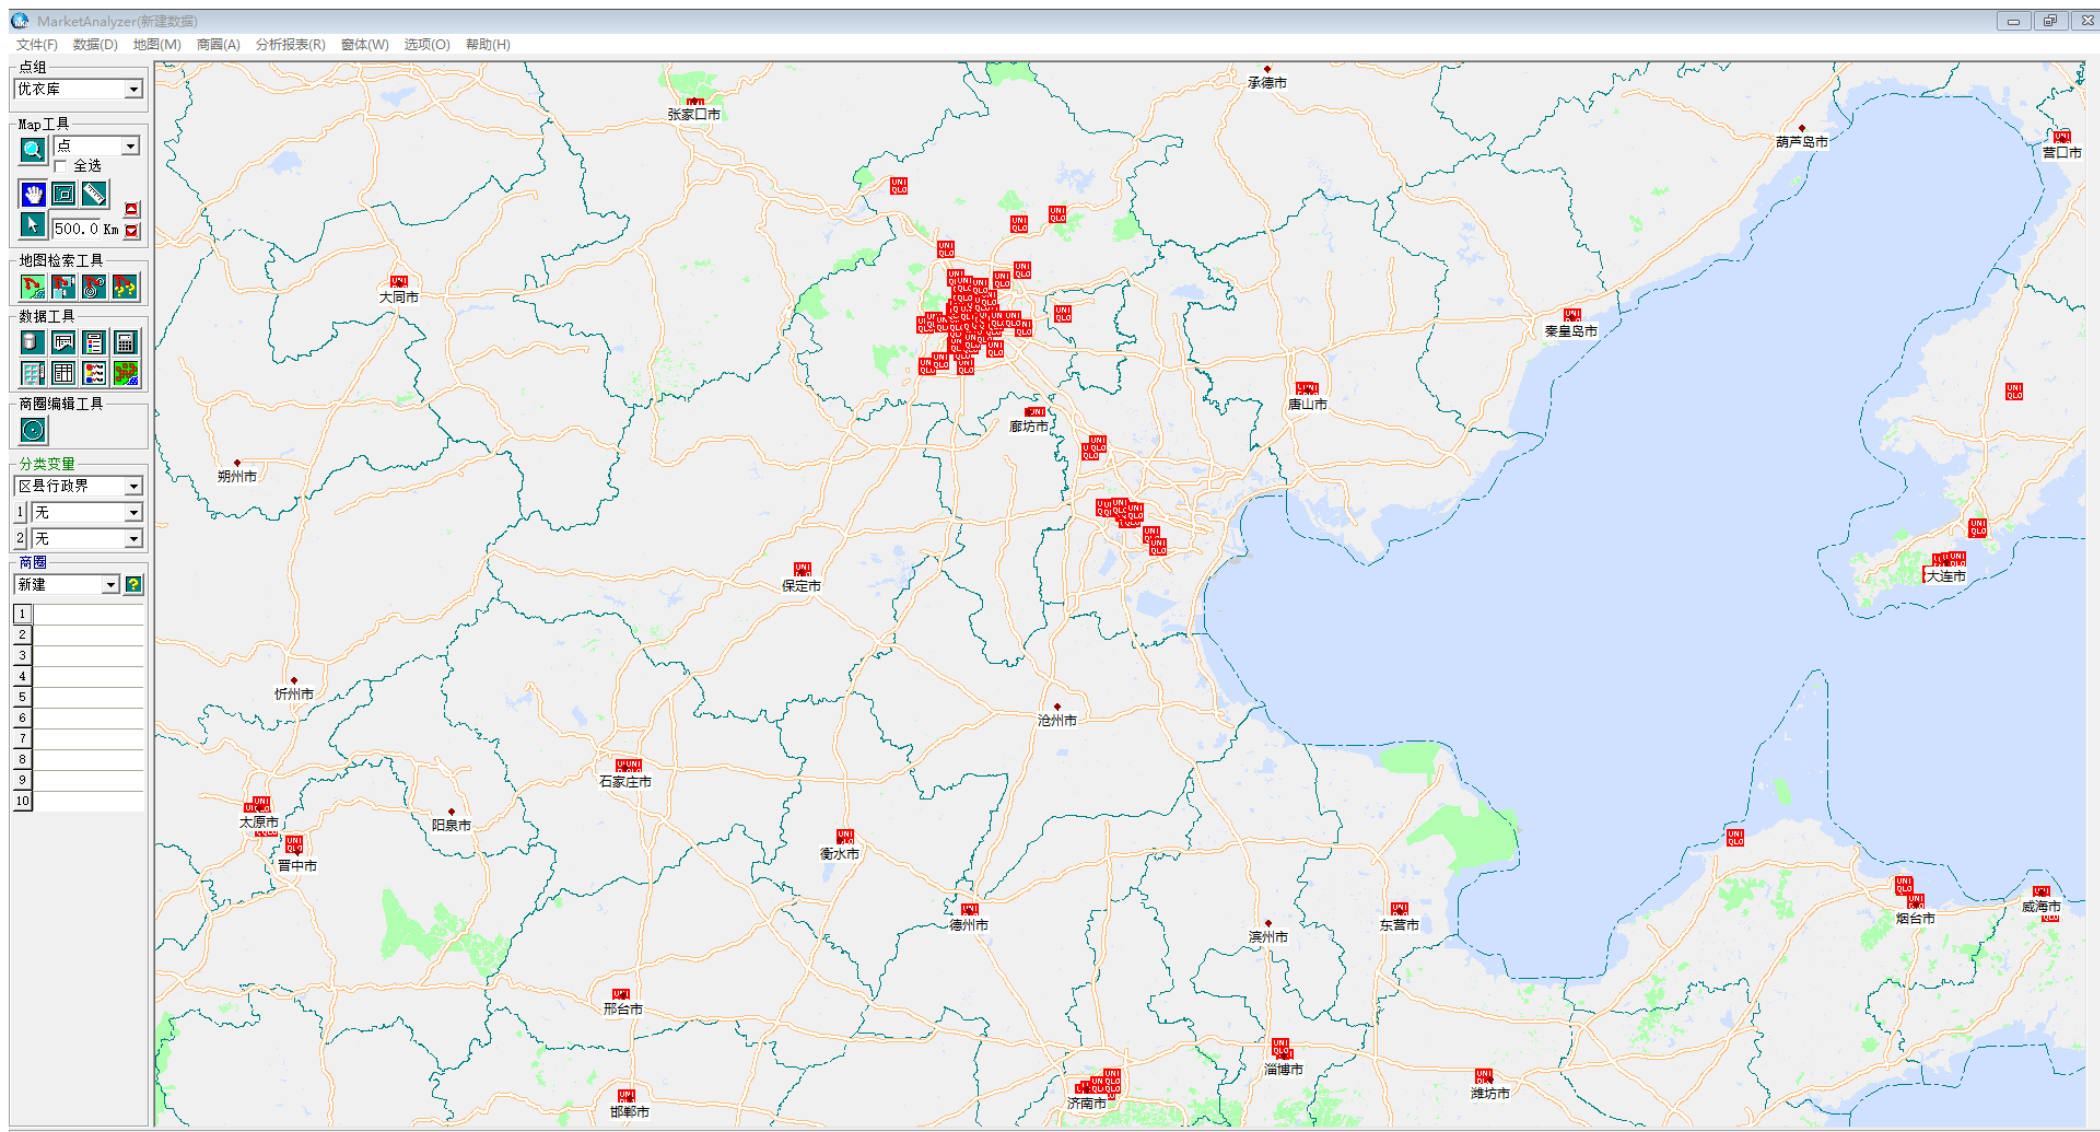 MarketAnalyzer(新建数据)
文件(F) 数据(D) 地图(M) 商圈(A) 分析报表(R) 窗体(W) 选项(O) 帮助(H)
点组
优衣库
Map工具
点
全选
500.0 Km
地图检索工具
数据工具
商圈编辑工具
分类变量
区县行政界
1 无
2 无
商圈
新建
1
2
3
4
5
6
7
8
9
10
承德市
张家口市
葫芦岛市
营口市
UNI
QLO
大同市
秦皇岛市
唐山市
廊坊市
朔州市
保定市
大连市
忻州市
沧州市
石家庄市
太原市
阳泉市
晋中市
衡水市
德州市
滨州市
东营市
烟台市
威海市
邢台市
淄博市
潍坊市
济南市
邯郸市